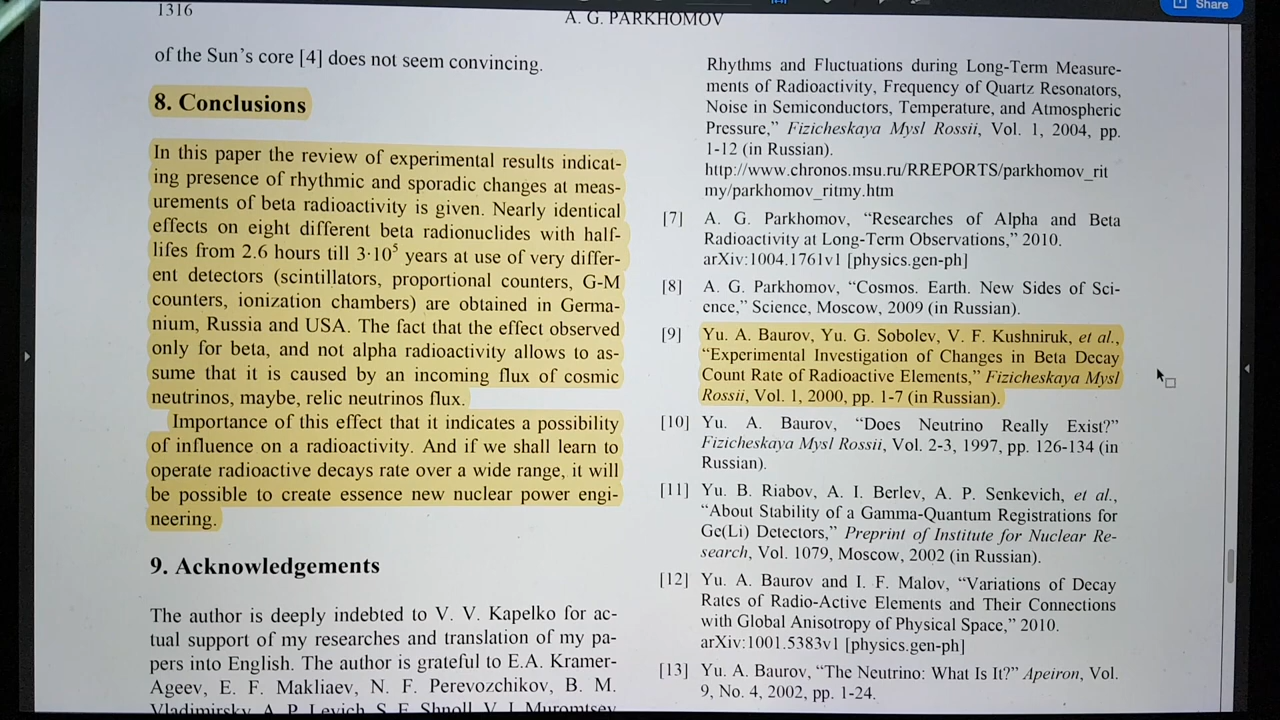 Share
1316
A. G. PARKHOMOV
of the Sun's core [4] does not seem convincing.
8. Conclusions
In this paper the review of experimental results indicat-
ing presence of rhythmic and sporadic changes at meas-
urements of beta radioactivity is given. Nearly identical
effects on eight different beta radionuclides with half-
lifes from 2.6 hours till 3·10⁵ years at use of very differ-
ent detectors (scintillators, proportional counters, G-M
counters, ionization chambers) are obtained in Germa-
nium, Russia and USA. The fact that the effect observed
only for beta, and not alpha radioactivity allows to as-
sume that it is caused by an incoming flux of cosmic
neutrinos, maybe, relic neutrinos flux.
Importance of this effect that it indicates a possibility
of influence on a radioactivity. And if we shall learn to
operate radioactive decays rate over a wide range, it will
be possible to create essence new nuclear power engi-
neering.
9. Acknowledgements
The author is deeply indebted to V. V. Kapelko for ac-
tual support of my researches and translation of my pa-
pers into English. The author is grateful to E.A. Kramer-
Ageev, E. F. Makliaev, N. F. Perevozchikov, B. M.
Vladimirsky, A. P. Levich, S. E. Shnoll, V. I. Muromtsev
Rhythms and Fluctuations during Long-Term Measure-
ments of Radioactivity, Frequency of Quartz Resonators,
Noise in Semiconductors, Temperature, and Atmospheric
Pressure," Fizicheskaya Mysl Rossii, Vol. 1, 2004, pp.
1-12 (in Russian).
http://www.chronos.msu.ru/RREPORTS/parkhomov_rit
my/parkhomov_ritmy.htm
[7] A. G. Parkhomov, "Researches of Alpha and Beta
Radioactivity at Long-Term Observations," 2010.
arXiv:1004.1761v1 [physics.gen-ph]
[8] A. G. Parkhomov, "Cosmos. Earth. New Sides of Sci-
ence," Science, Moscow, 2009 (in Russian).
[9] Yu. A. Baurov, Yu. G. Sobolev, V. F. Kushniruk, et al.,
"Experimental Investigation of Changes in Beta Decay
Count Rate of Radioactive Elements," Fizicheskaya Mysl
Rossii, Vol. 1, 2000, pp. 1-7 (in Russian).
[10] Yu. A. Baurov, "Does Neutrino Really Exist?"
Fizicheskaya Mysl Rossii, Vol. 2-3, 1997, pp. 126-134 (in
Russian).
[11] Yu. B. Riabov, A. I. Berlev, A. P. Senkevich, et al.,
"About Stability of a Gamma-Quantum Registrations for
Ge(Li) Detectors," Preprint of Institute for Nuclear Re-
search, Vol. 1079, Moscow, 2002 (in Russian).
[12] Yu. A. Baurov and I. F. Malov, "Variations of Decay
Rates of Radio-Active Elements and Their Connections
with Global Anisotropy of Physical Space," 2010.
arXiv:1001.5383v1 [physics.gen-ph]
[13] Yu. A. Baurov, "The Neutrino: What Is It?" Apeiron, Vol.
9, No. 4, 2002, pp. 1-24.